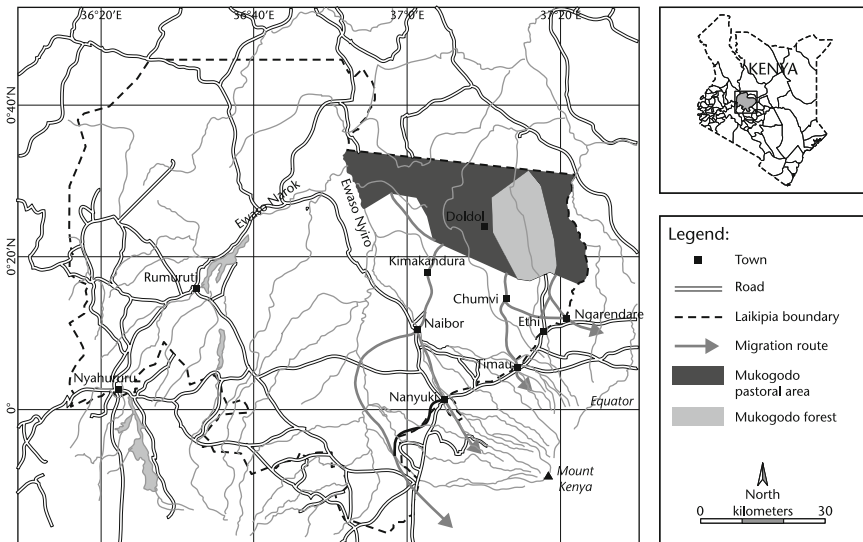 36°20'E
36°40'E
37°0'E
37°20'E
0°40'N
0°20'N
0°
Ewaso Narok
Ewaso Nyiro
Doldol
Kimakandura
Rumuruti
Chumvi
Ngarendare
Naibor
Ethi
Timau
Nyahururu
Nanyuki
Equator
Mount
Kenya
KENYA
Legend:
Town
Road
Laikipia boundary
Migration route
Mukogodo
pastoral area
Mukogodo forest
North
kilometers
0 30